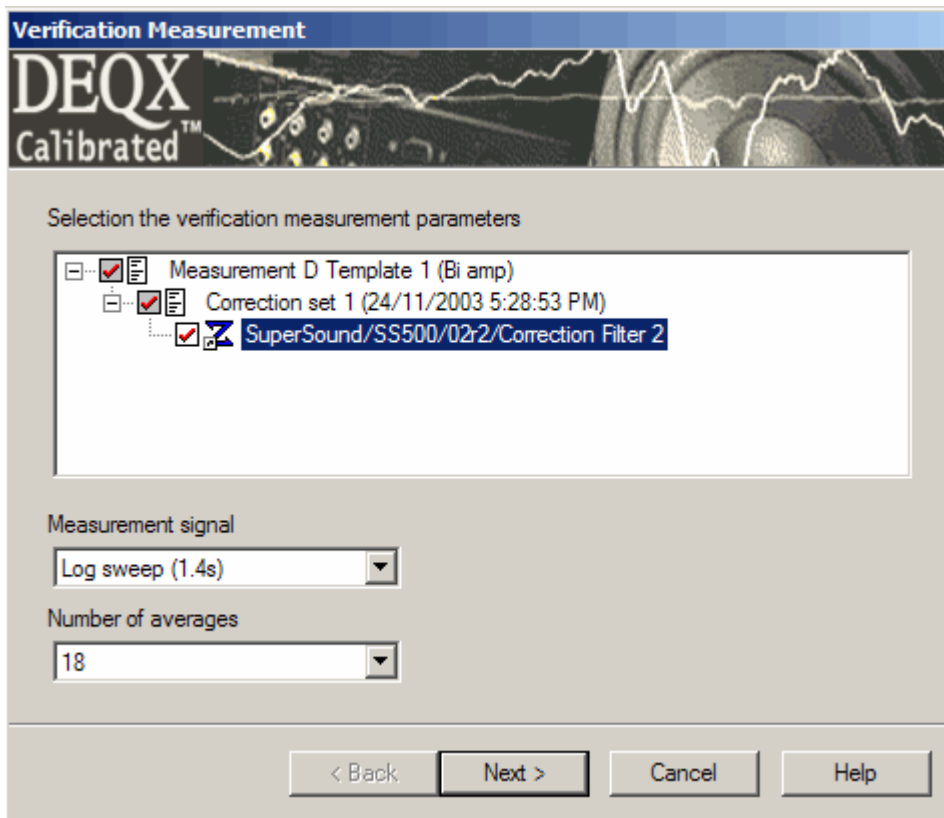 Verification Measurement
DEQX
Calibrated™
Selection the verification measurement parameters
Measurement D Template 1 (Bi amp)
Correction set 1 (24/11/2003 5:28:53 PM)
SuperSound/SS500/02r2/Correction Filter 2
Measurement signal
Log sweep (1.4s)
Number of averages
18
< Back Next > Cancel Help